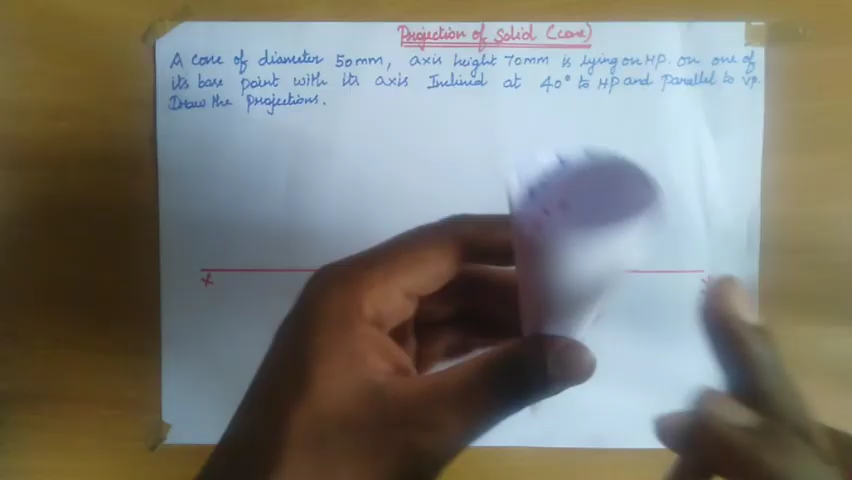 Projection of Solid (cone)
A Cone of diameter 50mm, axis height 70mm is lying on HP. on one of
its base point with its axis Inclined at 40° to HP and parallel to VP.
Draw the Projections.
X